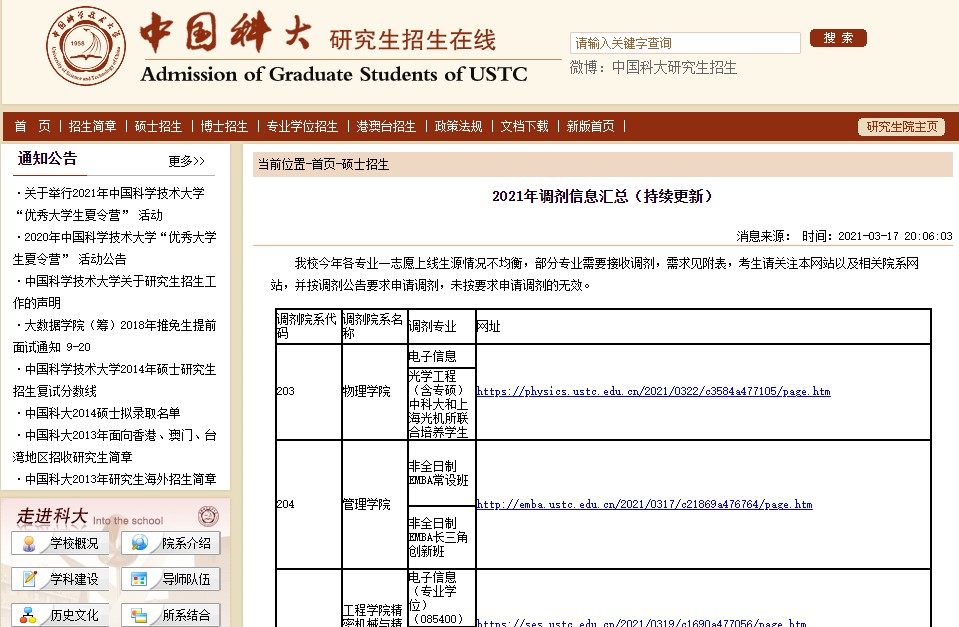 中国科大 研究生招生在线
Admission of Graduate Students of USTC
1958
请输入关键字查询
搜 索
微博：中国科大研究生招生
首 页 | 招生简章 | 硕士招生 | 博士招生 | 专业学位招生 | 港澳台招生 | 政策法规 | 文档下载 | 新版首页 |
研究生院主页
通知公告
更多>>
·关于举行2021年中国科学技术大学
“优秀大学生夏令营” 活动
·2020年中国科学技术大学“优秀大学
生夏令营” 活动公告
·中国科学技术大学关于研究生招生工
作的声明
·大数据学院（筹）2018年推免生提前
面试通知 9-20
·中国科学技术大学2014年硕士研究生
招生复试分数线
·中国科大2014硕士拟录取名单
·中国科大2013年面向香港、澳门、台
湾地区招收研究生简章
·中国科大2013年研究生海外招生简章
走进科大 Into the school
学校概况
院系介绍
学科建设
导师队伍
历史文化
所系结合
当前位置-首页-硕士招生
2021年调剂信息汇总（持续更新）
消息来源： 时间：2021-03-17 20:06:03
我校今年各专业一志愿上线生源情况不均衡，部分专业需要接收调剂，需求见附表，考生请关注本网站以及相关院系网
站，并按调剂公告要求申请调剂，未按要求申请调剂的无效。
调剂院系代
码
调剂院系名
称
调剂专业
网址
203
物理学院
电子信息
光学工程
（含专硕）
中科大和上
海光机所联
合培养学生
https://physics.ustc.edu.cn/2021/0322/c3584a477105/page.htm
204
管理学院
非全日制
EMBA常设班
非全日制
EMBA长三角
创新班
http://emba.ustc.edu.cn/2021/0317/c21869a476764/page.htm
工程学院精
密机械与精
电子信息
（专业学
位）
（085400）
https://ses.ustc.edu.cn/2021/0319/c1690a477056/page.htm